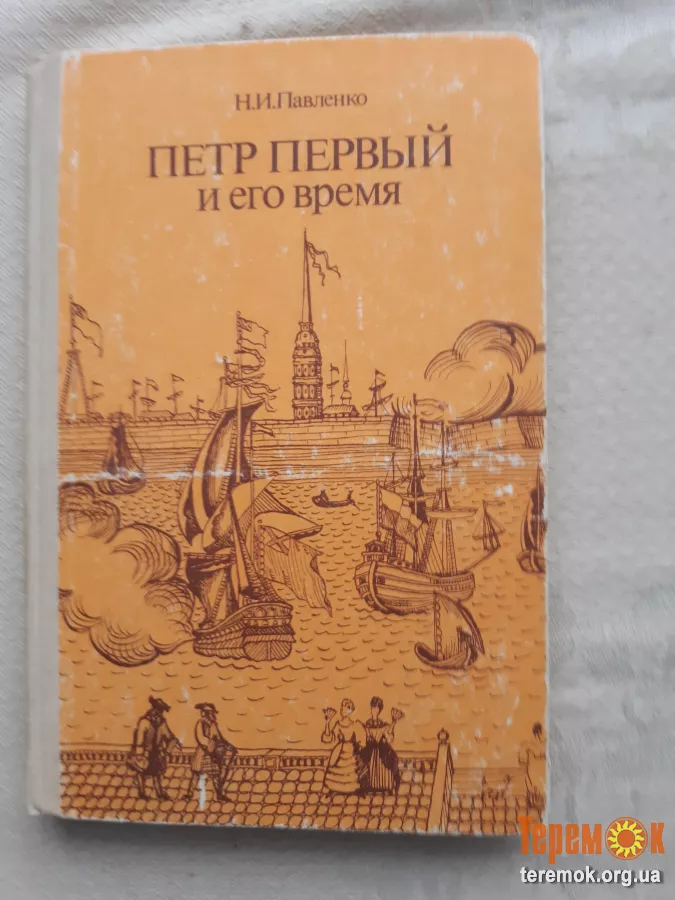 Н.И.Павленко
ПЕТР ПЕРВЫЙ
и его время
Теремок
teremok.org.ua